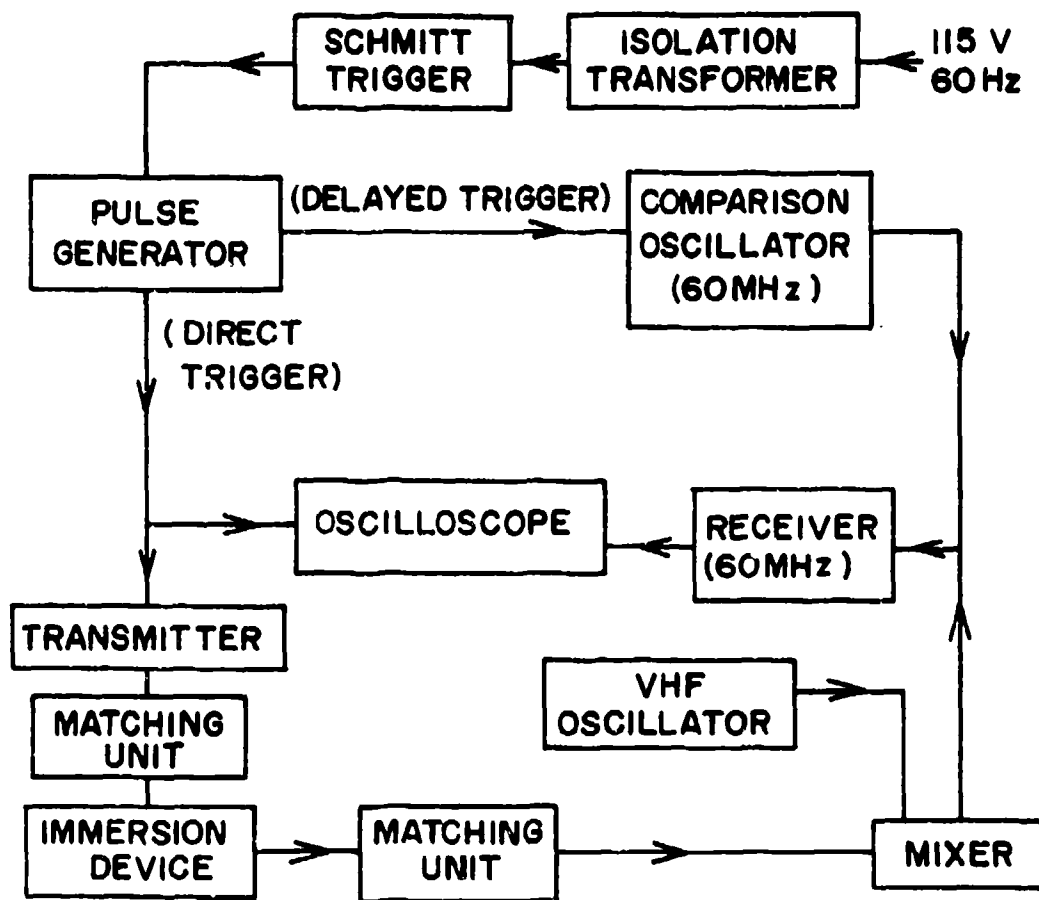 SCHMITT
TRIGGER
ISOLATION
TRANSFORMER
115 V
60 Hz
PULSE
GENERATOR
(DELAYED TRIGGER)
COMPARISON
OSCILLATOR
(60MHz)
(DIRECT
TRIGGER)
OSCILLOSCOPE
RECEIVER
(60MHz)
TRANSMITTER
MATCHING
UNIT
VHF
OSCILLATOR
IMMERSION
DEVICE
MATCHING
UNIT
MIXER